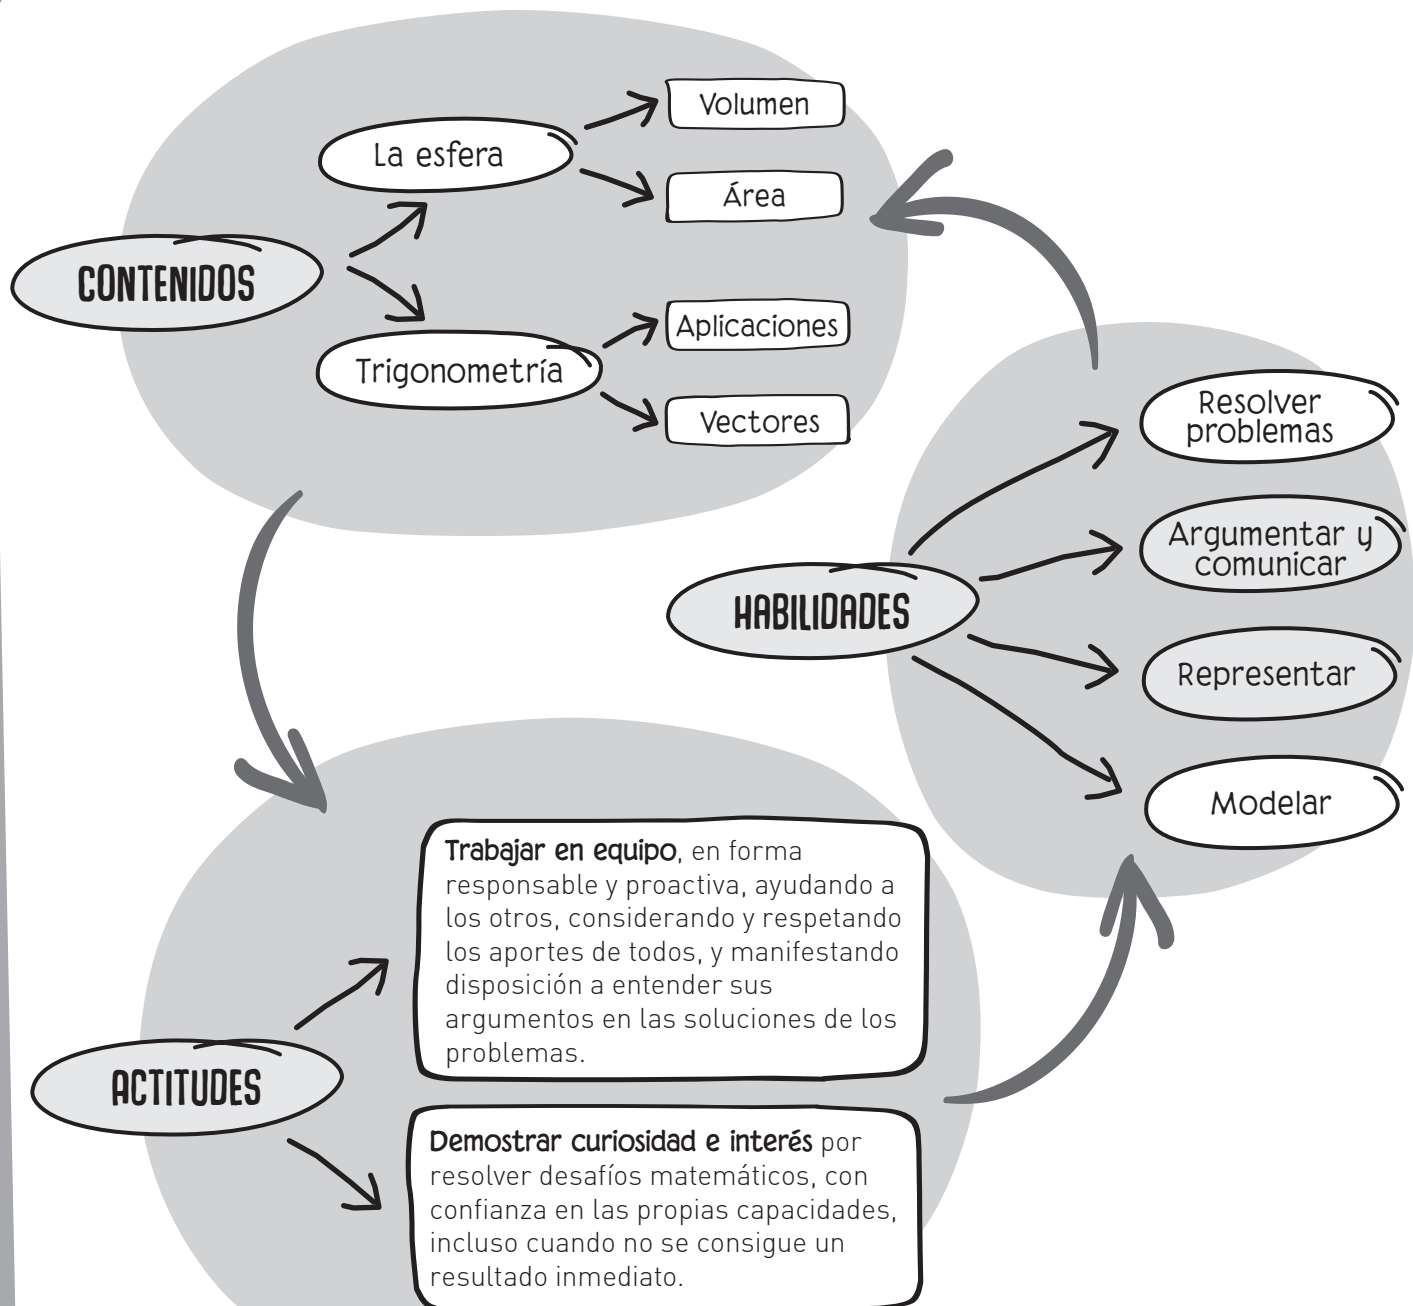 CONTENIDOS
La esfera
Volumen
Área
Trigonometría
Aplicaciones
Vectores
HABILIDADES
Resolver
problemas
Argumentar y
comunicar
Representar
Modelar
ACTITUDES
Trabajar en equipo, en forma
responsable y proactiva, ayudando a
los otros, considerando y respetando
los aportes de todos, y manifestando
disposición a entender sus
argumentos en las soluciones de los
problemas.
Demostrar curiosidad e interés por
resolver desafíos matemáticos, con
confianza en las propias capacidades,
incluso cuando no se consigue un
resultado inmediato.